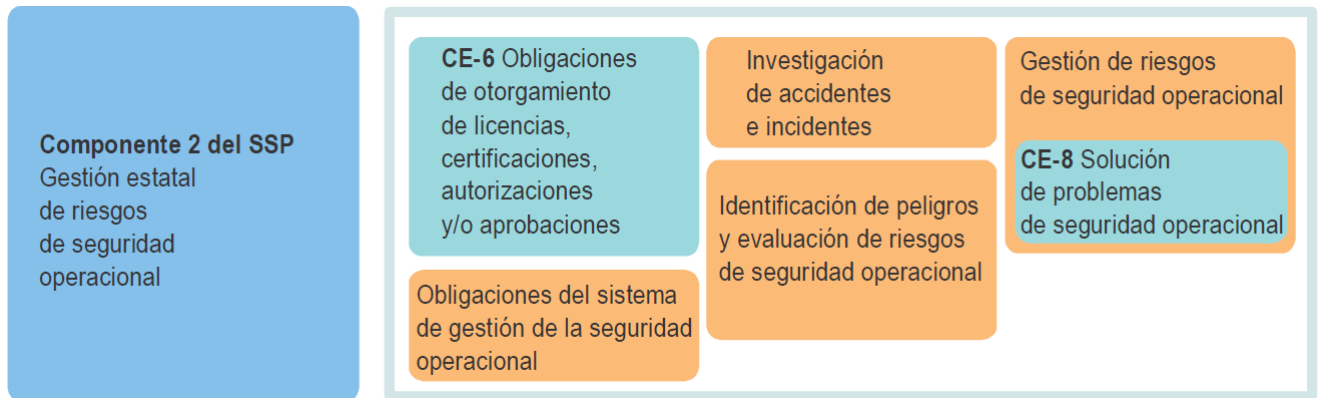 Componente 2 del SSP
Gestión estatal
de riesgos
de seguridad
operacional
CE-6 Obligaciones
de otorgamiento
de licencias,
certificaciones,
autorizaciones
y/o aprobaciones
Obligaciones del sistema
de gestión de la seguridad
operacional
Investigación
de accidentes
e incidentes
Identificación de peligros
y evaluación de riesgos
de seguridad operacional
Gestión de riesgos
de seguridad operacional
CE-8 Solución
de problemas
de seguridad operacional